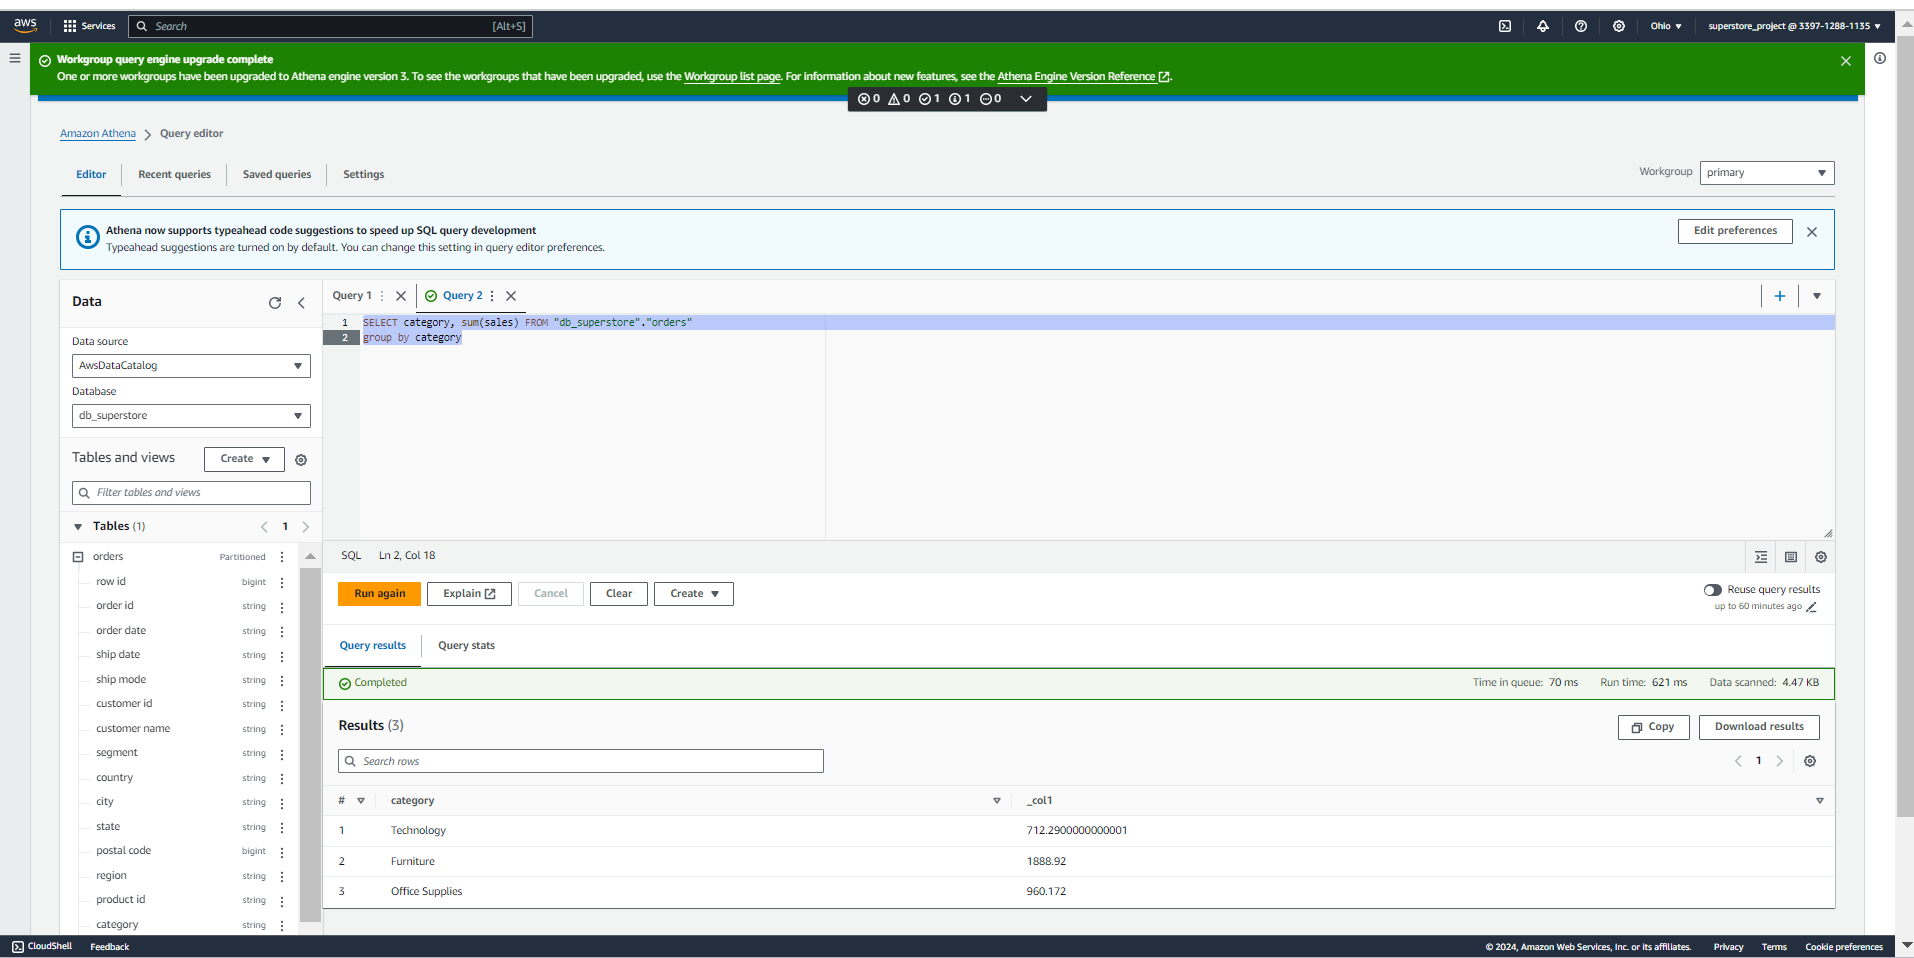 aws Services Search [Alt+S] Ohio ▼ superstore_project @ 3397-1288-1135 ▼
Workgroup query engine upgrade complete
One or more workgroups have been upgraded to Athena engine version 3. To see the workgroups that have been upgraded, use the Workgroup list page. For information about new features, see the Athena Engine Version Reference.
0 0 1 1 0
Amazon Athena > Query editor
Editor Recent queries Saved queries Settings Workgroup primary
Athena now supports typeahead code suggestions to speed up SQL query development
Typeahead suggestions are turned on by default. You can change this setting in query editor preferences.
Edit preferences
Data
Data source
AwsDataCatalog
Database
db_superstore
Tables and views Create
Filter tables and views
Tables (1) < 1 >
orders Partitioned
row id bigint
order id string
order date string
ship date string
ship mode string
customer id string
customer name string
segment string
country string
city string
state string
postal code bigint
region string
product id string
category string
Query 1 Query 2
1 SELECT category, sum(sales) FROM "db_superstore"."orders"
2 group by category
SQL Ln 2, Col 18
Run again Explain Cancel Clear Create
Reuse query results
up to 60 minutes ago
Query results Query stats
Completed Time in queue: 70 ms Run time: 621 ms Data scanned: 4.47 KB
Results (3) Copy Download results
Search rows < 1 >
# category _col1
1 Technology 712.2900000000001
2 Furniture 1888.92
3 Office Supplies 960.172
CloudShell Feedback © 2024, Amazon Web Services, Inc. or its affiliates. Privacy Terms Cookie preferences